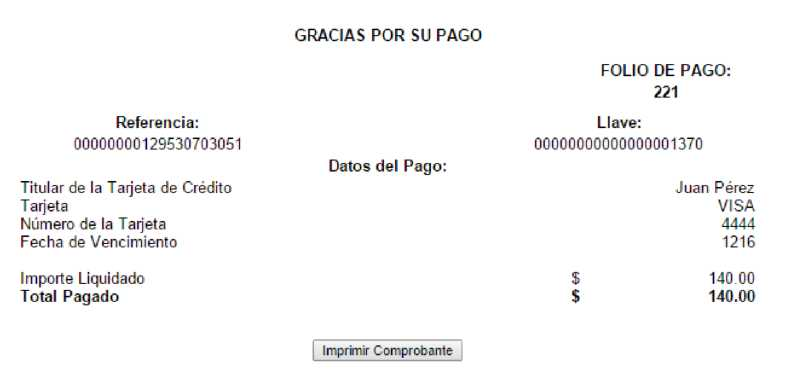 GRACIAS POR SU PAGO
FOLIO DE PAGO:
221
Referencia: Llave:
00000000129530703051 00000000000000001370
Datos del Pago:
Titular de la Tarjeta de Crédito Juan Pérez
Tarjeta VISA
Número de la Tarjeta 4444
Fecha de Vencimiento 1216
Importe Liquidado $ 140.00
Total Pagado $ 140.00
Imprimir Comprobante